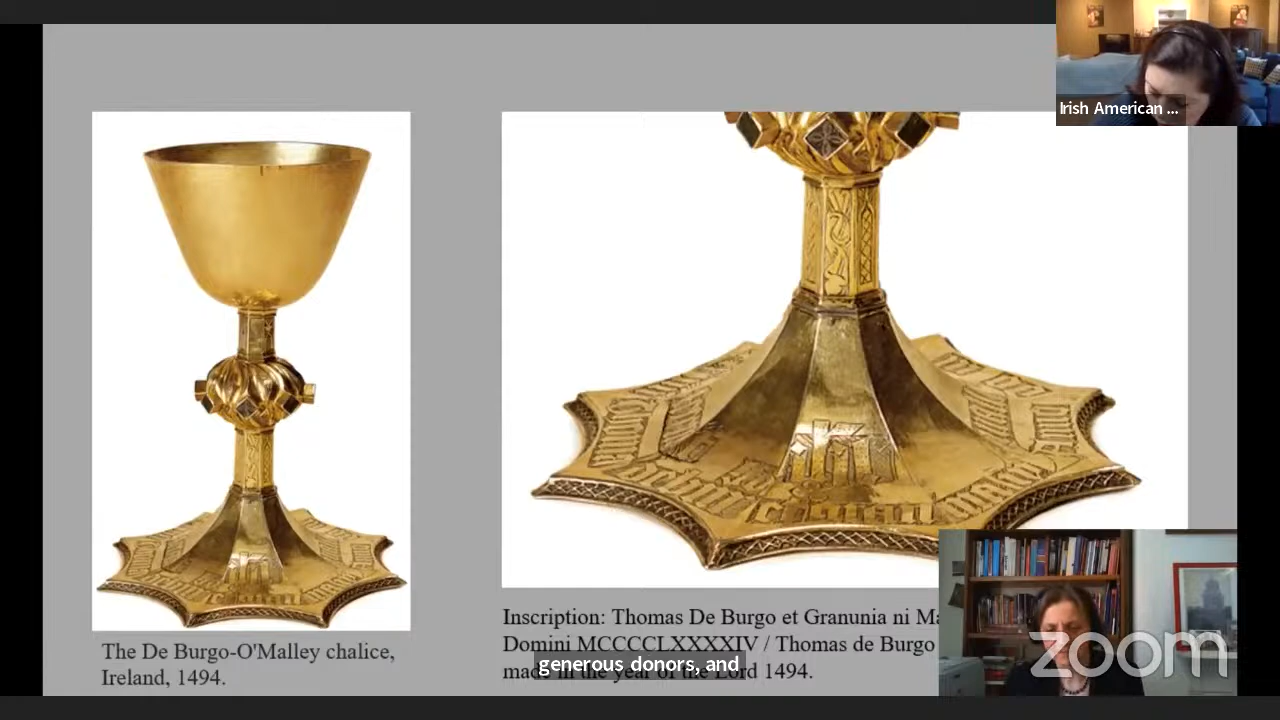 Irish American ...
The De Burgo-O'Malley chalice,
Ireland, 1494.
Inscription: Thomas De Burgo et Granunia ni
Domini MCCCCLXXXXIV / Thomas de Burgo
made in the year of the Lord 1494.
generous donors, and
zoom